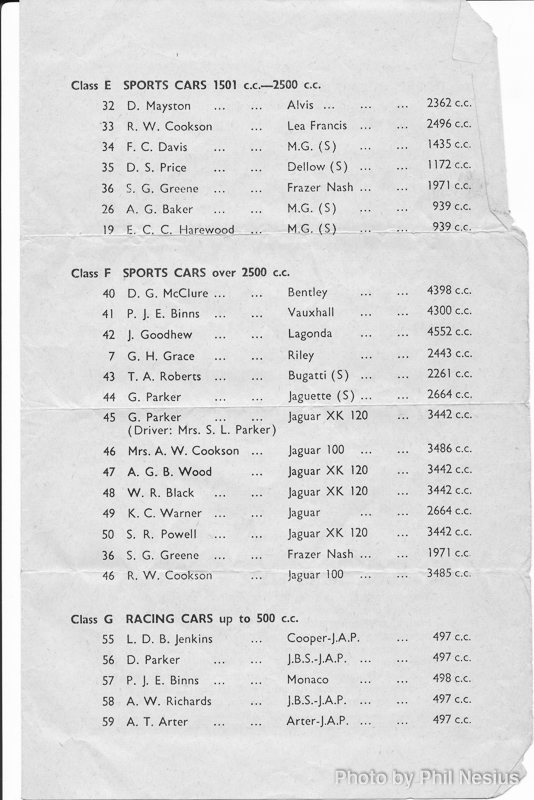 Class E SPORTS CARS 1501 c.c.—2500 c.c.
32 D. Mayston ... ... Alvis ... ... ... 2362 c.c.
33 R. W. Cookson ... Lea Francis ... ... 2496 c.c.
34 F. C. Davis ... ... M.G. (S) ... ... 1435 c.c.
35 D. S. Price ... ... Dellow (S) ... ... 1172 c.c.
36 S. G. Greene ... ... Frazer Nash ... ... 1971 c.c.
26 A. G. Baker ... ... M.G. (S) ... ... 939 c.c.
19 E. C. C. Harewood ... M.G. (S) ... ... 939 c.c.
Class F SPORTS CARS over 2500 c.c.
40 D. G. McClure ... ... Bentley ... ... 4398 c.c.
41 P. J. E. Binns ... ... Vauxhall ... ... 4300 c.c.
42 J. Goodhew ... ... Lagonda ... ... 4552 c.c.
7 G. H. Grace ... ... Riley ... ... 2443 c.c.
43 T. A. Roberts ... ... Bugatti (S) ... ... 2261 c.c.
44 G. Parker ... ... Jaguette (S) ... ... 2664 c.c.
45 G. Parker ... ... Jaguar XK 120 ... 3442 c.c.
(Driver: Mrs. S. L. Parker)
46 Mrs. A. W. Cookson ... Jaguar 100 ... ... 3486 c.c.
47 A. G. B. Wood ... Jaguar XK 120 ... 3442 c.c.
48 W. R. Black ... ... Jaguar XK 120 ... 3442 c.c.
49 K. C. Warner ... ... Jaguar ... ... 2664 c.c.
50 S. R. Powell ... ... Jaguar XK 120 ... 3442 c.c.
36 S. G. Greene ... ... Frazer Nash ... ... 1971 c.c
46 R. W. Cookson ... Jaguar 100 ... ... 3485 c.c.
Class G RACING CARS up to 500 c.c.
55 L. D. B. Jenkins ... Cooper-J.A.P. ... 497 c.c.
56 D. Parker ... ... J.B.S.-J.A.P. ... ... 497 c.c.
57 P. J. E. Binns ... ... Monaco ... ... 498 c.c.
58 A. W. Richards ... J.B.S.-J.A.P. ... ... 497 c.c.
59 A. T. Arter ... ... Arter-J.A.P. ... ... 497 c.c.
Photo by Phil Nesius